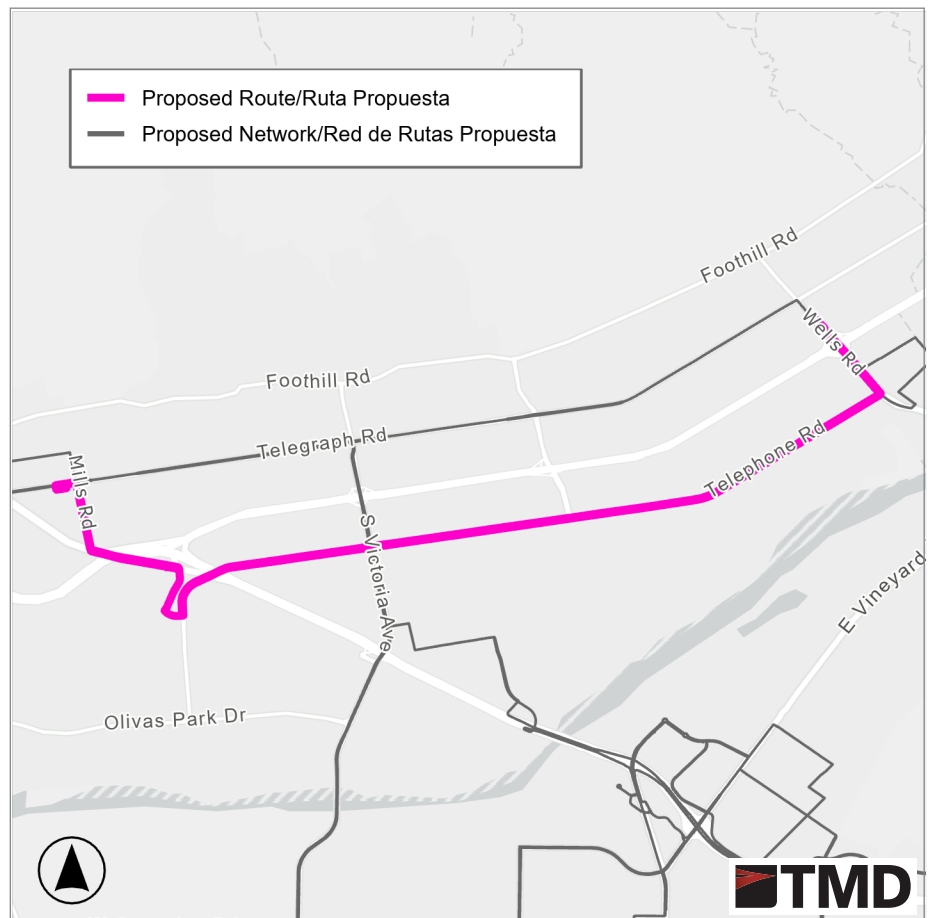 Proposed Route/Ruta Propuesta
Proposed Network/Red de Rutas Propuesta
Foothill Rd
Wells Rd
Foothill Rd
Telegraph Rd
Mills Rd
Telephone Rd
S Victoria Ave
E Vineyard
Olivas Park Dr
TMD